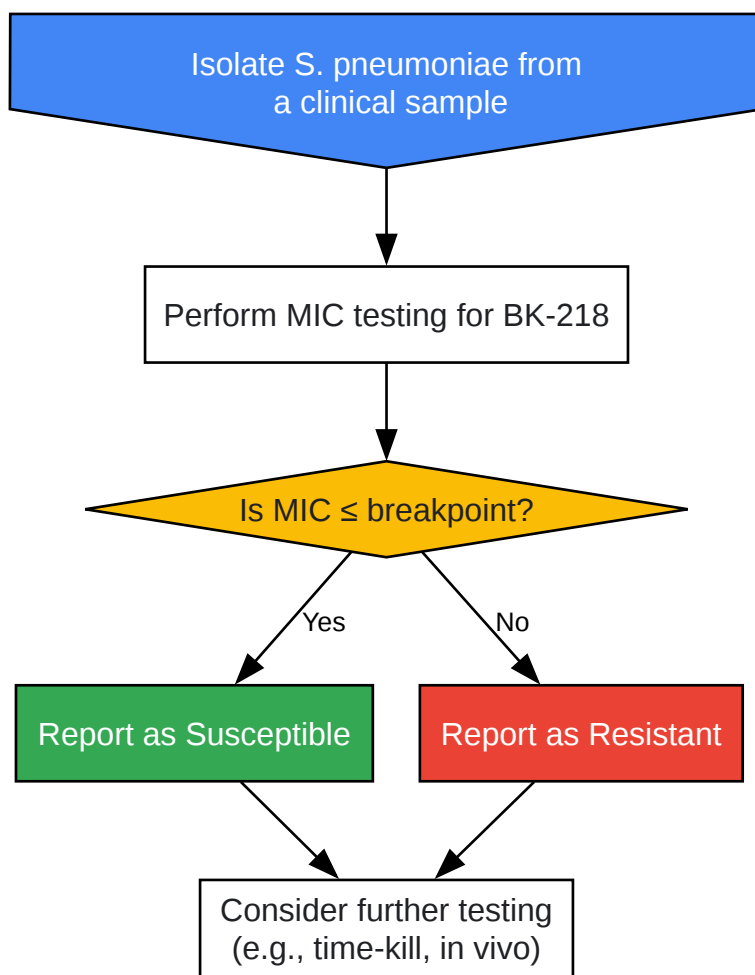 Isolate S. pneumoniae from
a clinical sample
Perform MIC testing for BK-218
Is MIC ≤ breakpoint?
Yes
No
Report as Susceptible
Report as Resistant
Consider further testing
(e.g., time-kill, in vivo)